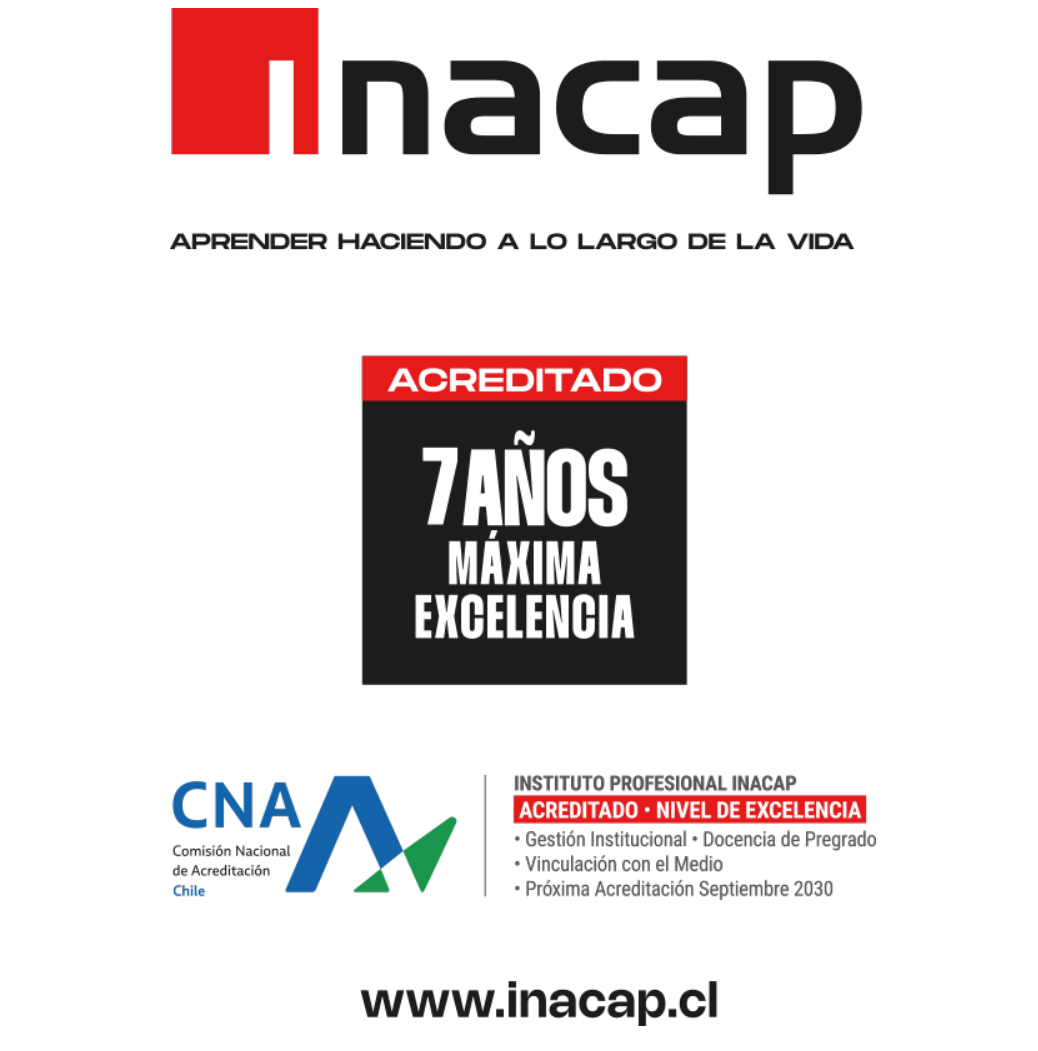 inacap
APRENDER HACIENDO A LO LARGO DE LA VIDA
ACREDITADO
7 AÑOS
MÁXIMA
EXCELENCIA
CNA
Comisión Nacional
de Acreditación
Chile
INSTITUTO PROFESIONAL INACAP
ACREDITADO • NIVEL DE EXCELENCIA
• Gestión Institucional • Docencia de Pregrado
• Vinculación con el Medio
• Próxima Acreditación Septiembre 2030
www.inacap.cl